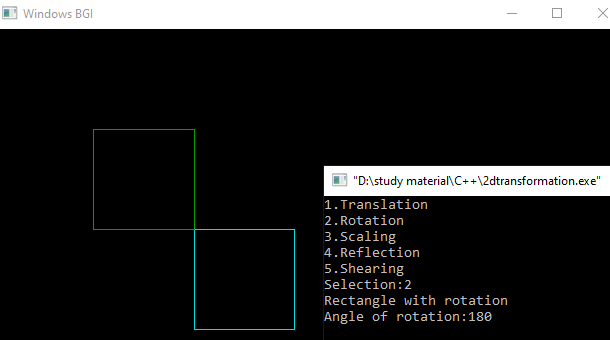 Windows BGI
"D:\study material\C++\2dtransformation.exe"
1.Translation
2.Rotation
3.Scaling
4.Reflection
5.Shearing
Selection:2
Rectangle with rotation
Angle of rotation:180